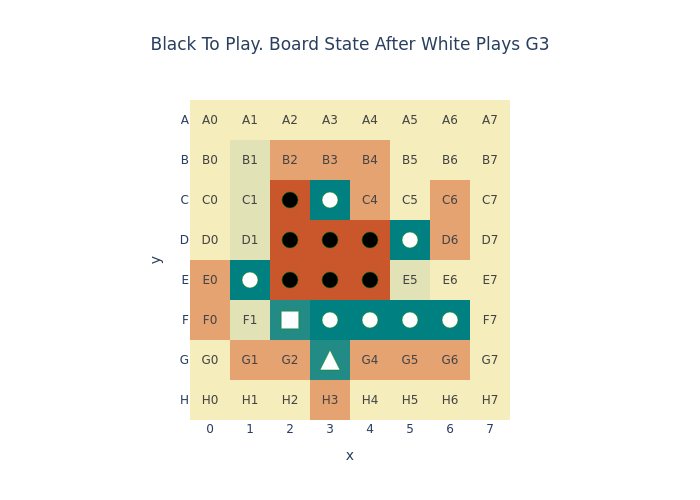 Black To Play. Board State After White Plays G3
A A0 A1 A2 A3 A4 A5 A6 A7
B B0 B1 B2 B3 B4 B5 B6 B7
C C0 C1 C4 C5 C6 C7
D D0 D1 D6 D7
y
E E0 E5 E6 E7
F F0 F1 F7
G G0 G1 G2 G4 G5 G6 G7
H H0 H1 H2 H3 H4 H5 H6 H7
0 1 2 3 4 5 6 7
x